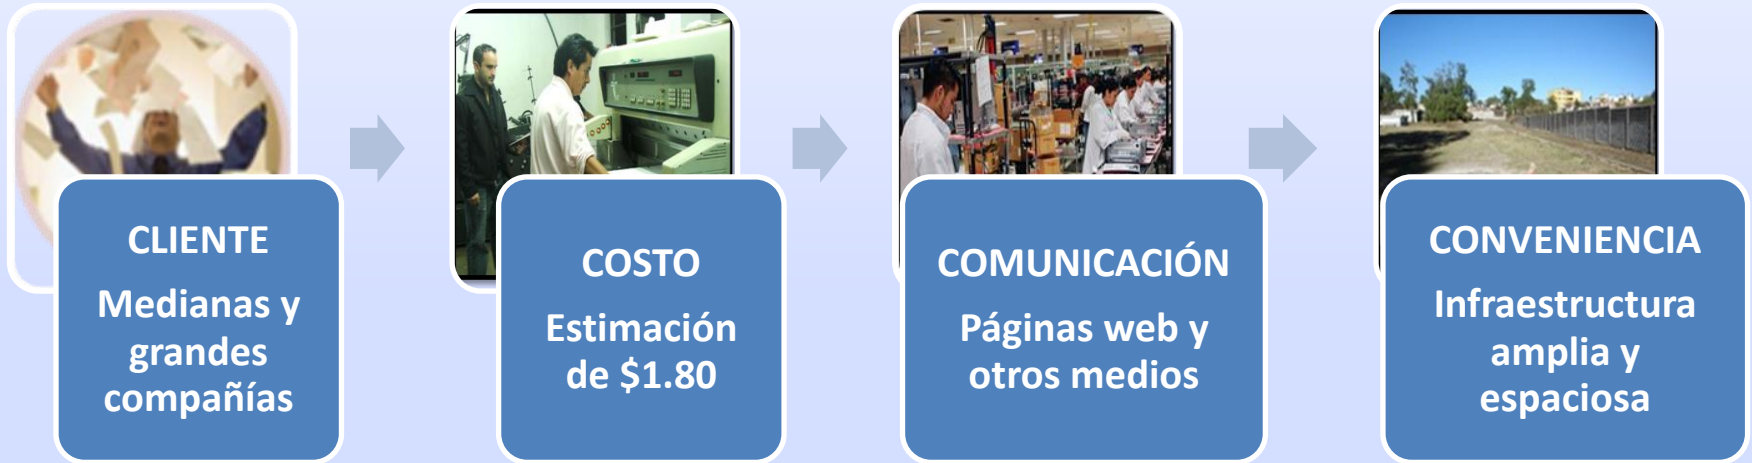 CLIENTE
Medianas y
grandes
compañías
COSTO
Estimación
de $1.80
COMUNICACIÓN
Páginas web y
otros medios
CONVENIENCIA
Infraestructura
amplia y
espaciosa